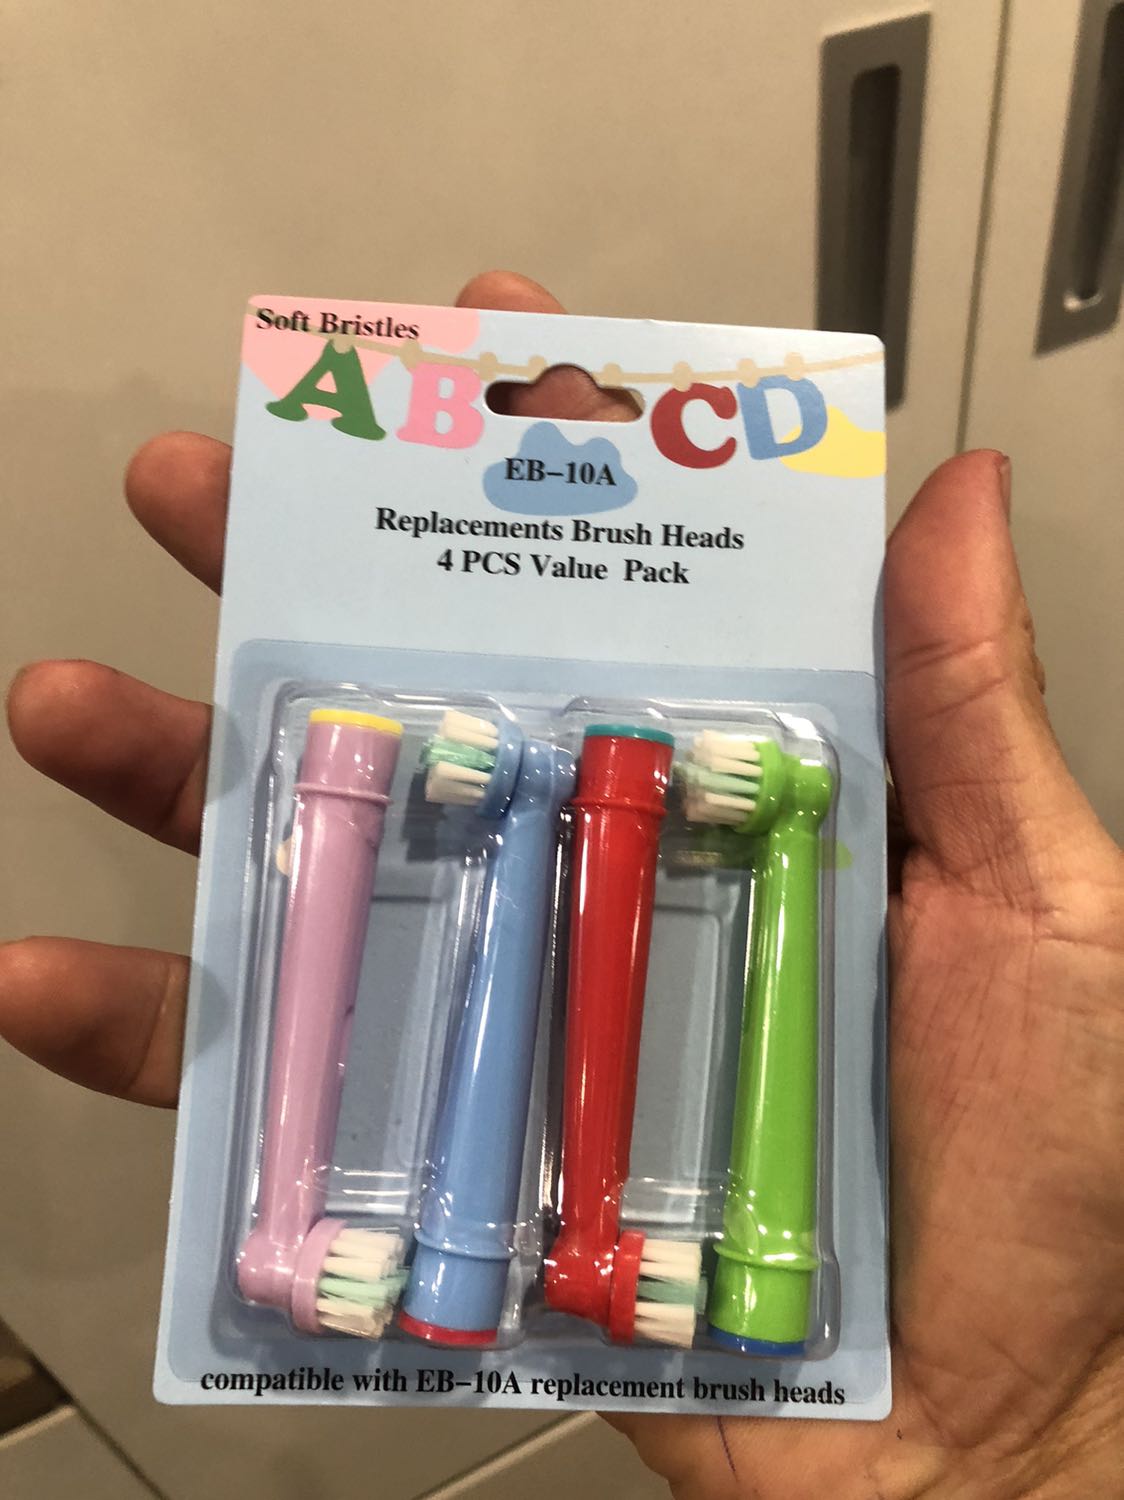 Soft Bristles
AB CD
EB-10A
Replacements Brush Heads
4 PCS Value Pack
compatible with EB-10A replacement brush heads